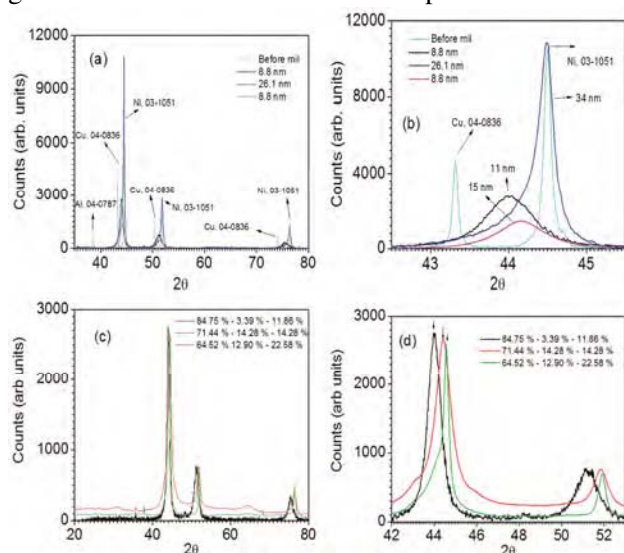 (a)
Counts (arb. units)
12000
9000
6000
3000
0
Before mil
8.8 nm
26.1 nm
8.8 nm
Ni, 03-1051
Cu, 04-0836
Al, 04-0787
Cu, 04-0836
Ni, 03-1051
Cu, 04-0836
Ni, 03-1051
40 50 60 70 80
2θ
(b)
Counts (arb. units)
12000
8000
4000
0
Before mil
8.8 nm
26.1 nm
8.8 nm
Ni, 03-1051
34 nm
Cu, 04-0836
11 nm
15 nm
43 44 45
2θ
(c)
Counts (arb units)
3000
2000
1000
0
84.75 % - 3.39 % - 11.86 %
71.44 % - 14.28 % - 14.28 %
64.52 % 12.90 % - 22.58 %
20 30 40 50 60 70 80
2θ
(d)
Counts (arb units)
3000
2000
1000
0
84.75 % - 3.39 % - 11.86 %
71.44 % - 14.28 % - 14.28 %
64.52 % - 12.90 % - 22.58 %
42 44 46 48 50 52
2θ